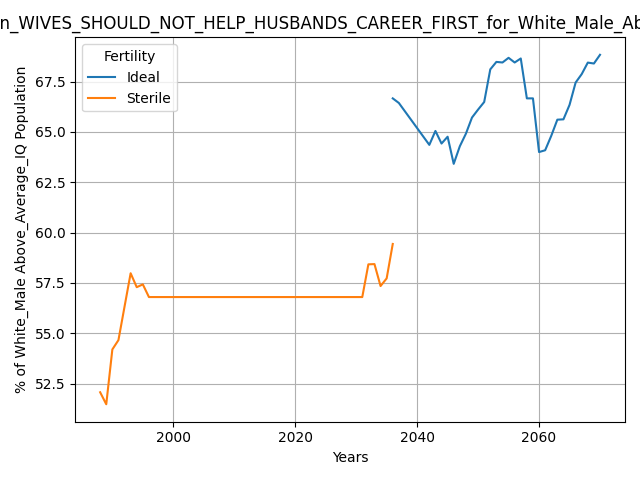 n_WIVES_SHOULD_NOT_HELP_HUSBANDS_CAREER_FIRST_for_White_Male_Ab
Fertility
Ideal
Sterile
% of White_Male Above_Average_IQ Population
67.5
65.0
62.5
60.0
57.5
55.0
52.5
2000 2020 2040 2060
Years